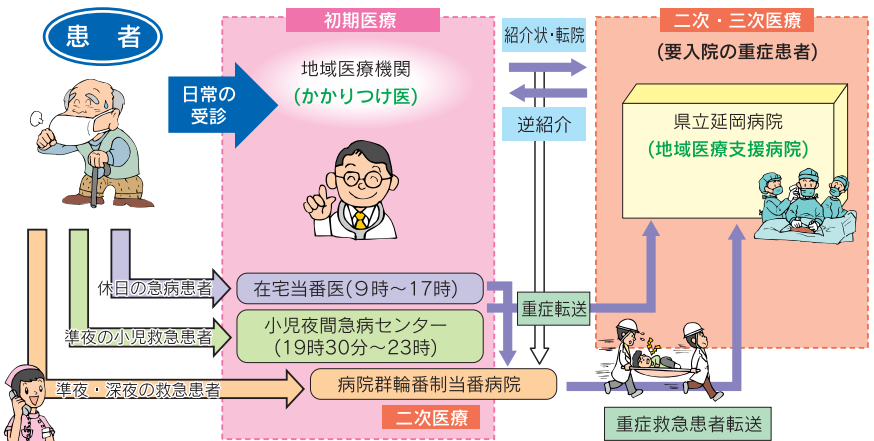 患者
日常の
受診
初期医療
地域医療機関
(かかりつけ医)
紹介状・転院
逆紹介
二次・三次医療
(要入院の重症患者)
県立延岡病院
(地域医療支援病院)
休日の急病患者
在宅当番医(9時～17時)
準夜の小児救急患者
小児夜間急病センター
(19時30分～23時)
重症転送
準夜・深夜の救急患者
病院群輪番制当番病院
二次医療
重症救急患者転送